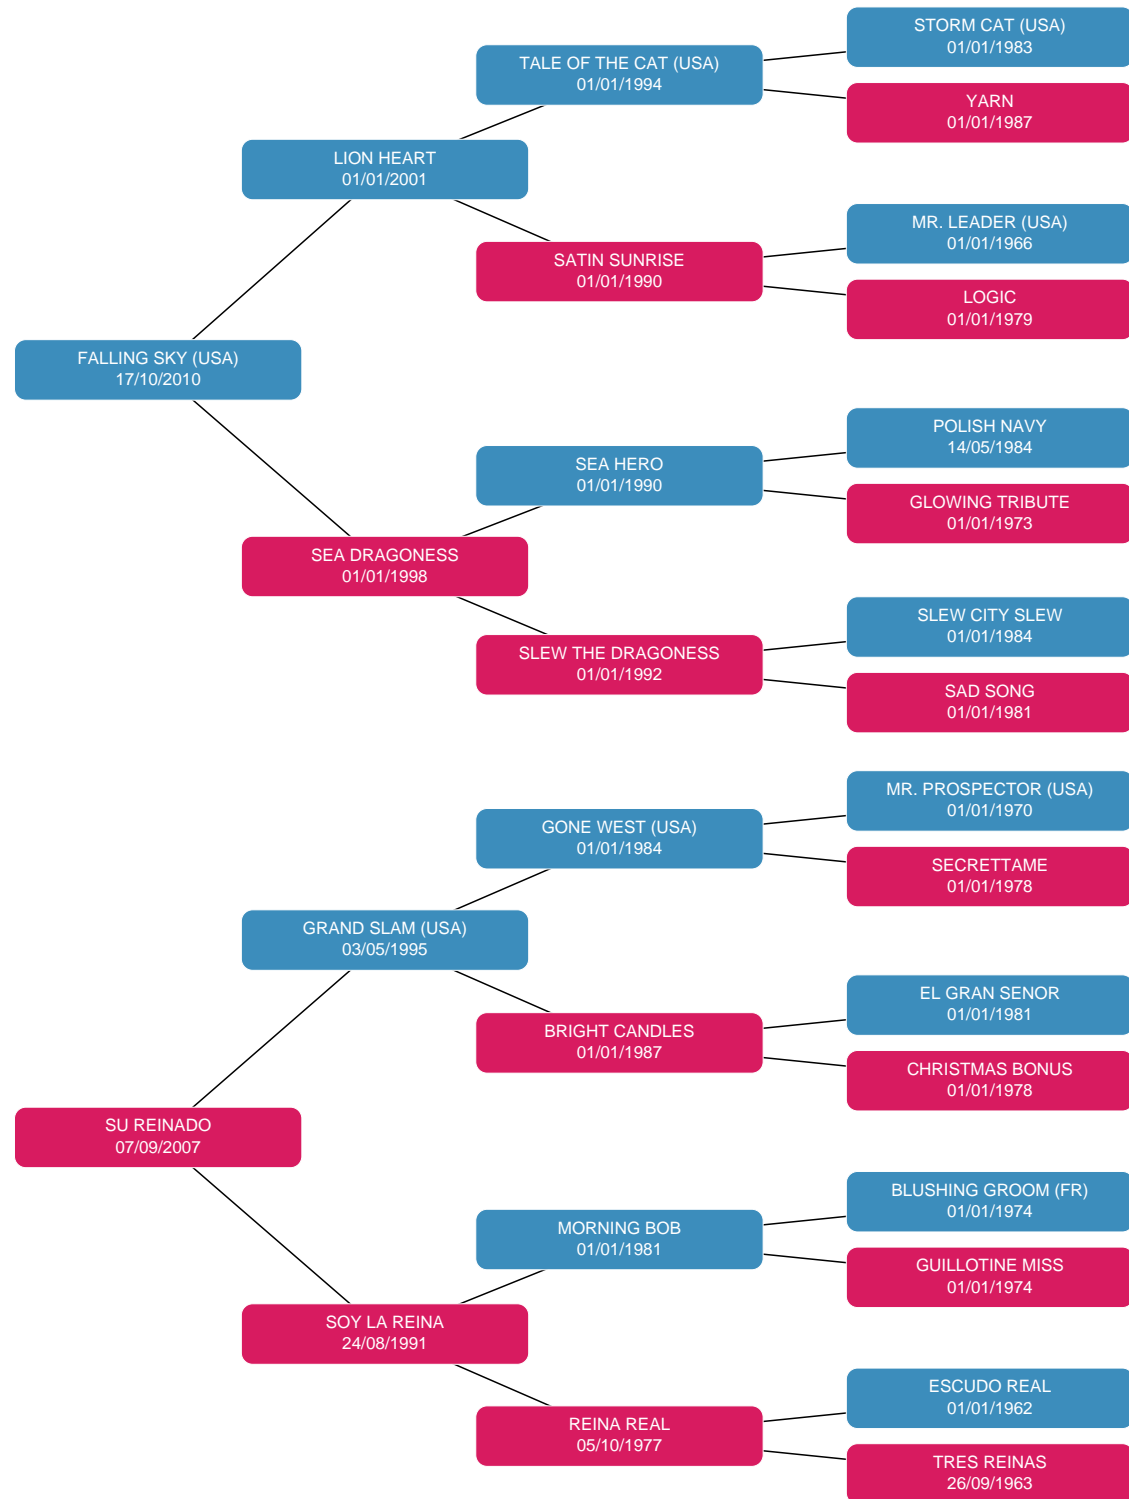 STORM CAT (USA)
01/01/1983
TALE OF THE CAT (USA)
01/01/1994
YARN
01/01/1987
LION HEART
01/01/2001
MR. LEADER (USA)
01/01/1966
SATIN SUNRISE
01/01/1990
LOGIC
01/01/1979
FALLING SKY (USA)
17/10/2010
POLISH NAVY
14/05/1984
SEA HERO
01/01/1990
GLOWING TRIBUTE
01/01/1973
SEA DRAGONESS
01/01/1998
SLEW CITY SLEW
01/01/1984
SLEW THE DRAGONESS
01/01/1992
SAD SONG
01/01/1981
MR. PROSPECTOR (USA)
01/01/1970
GONE WEST (USA)
01/01/1984
SECRETTAME
01/01/1978
GRAND SLAM (USA)
03/05/1995
EL GRAN SENOR
01/01/1981
BRIGHT CANDLES
01/01/1987
CHRISTMAS BONUS
01/01/1978
SU REINADO
07/09/2007
BLUSHING GROOM (FR)
01/01/1974
MORNING BOB
01/01/1981
GUILLOTINE MISS
01/01/1974
SOY LA REINA
24/08/1991
ESCUDO REAL
01/01/1962
REINA REAL
05/10/1977
TRES REINAS
26/09/1963